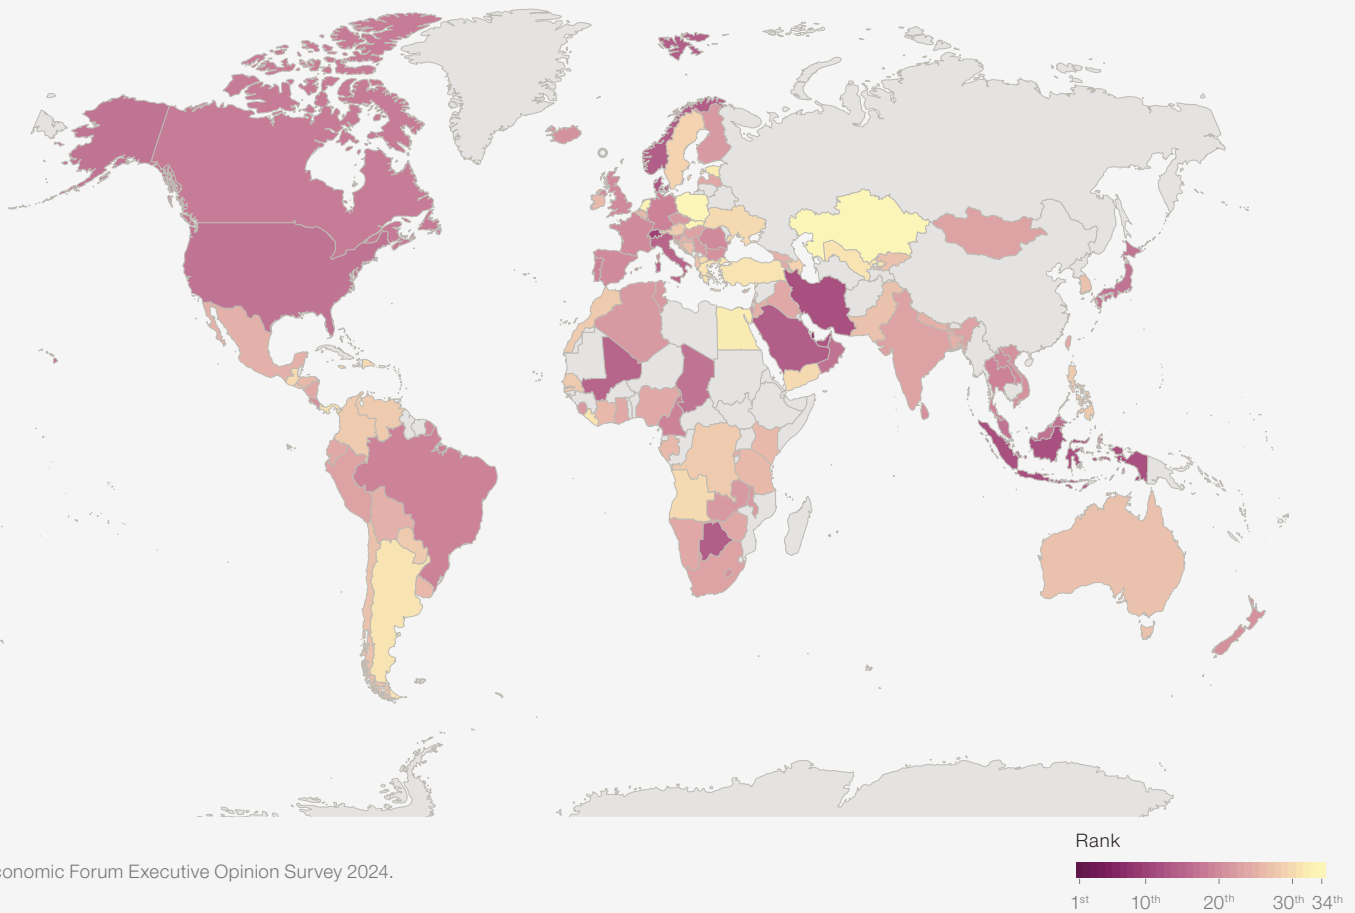 Rank
conomic Forum Executive Opinion Survey 2024.
1st 10th 20th 30th 34th